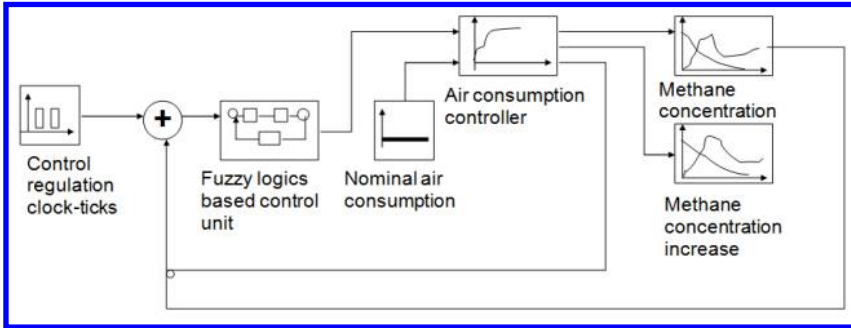 Control
regulation
clock-ticks
+
Fuzzy logics
based control
unit
Nominal air
consumption
Air consumption
controller
Methane
concentration
Methane
concentration
increase